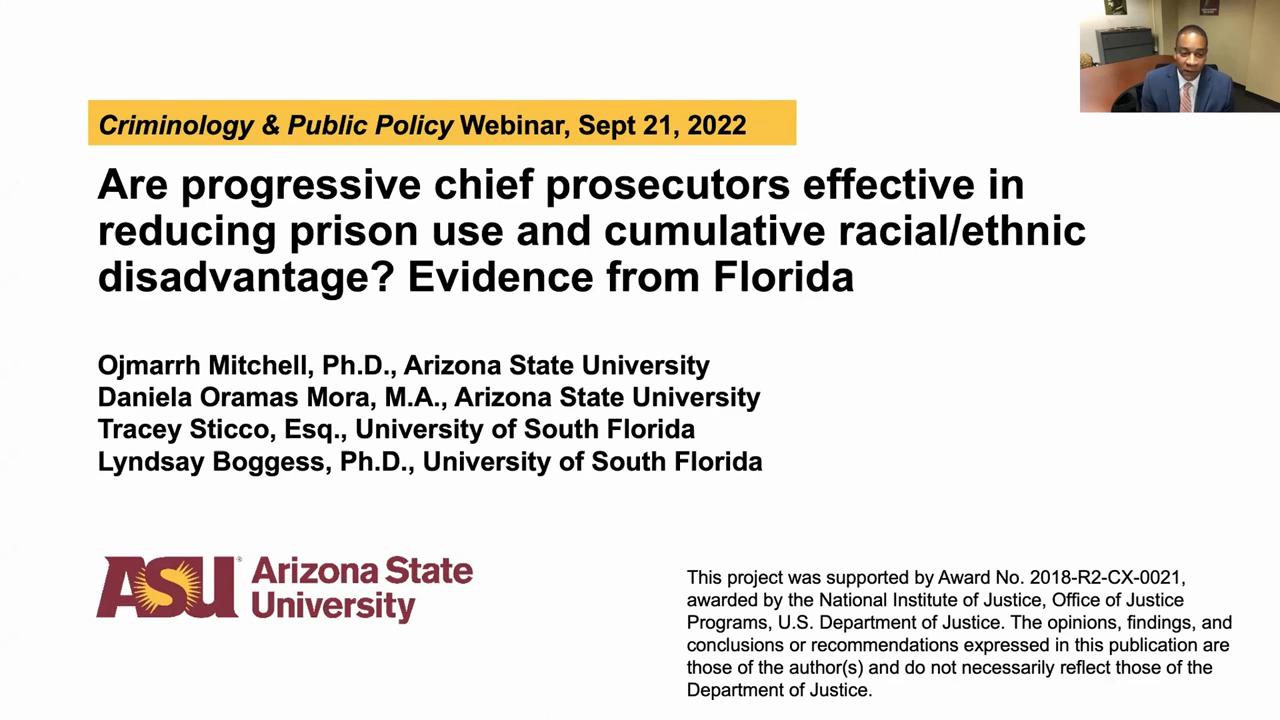 Criminology & Public Policy Webinar, Sept 21, 2022
Are progressive chief prosecutors effective in
reducing prison use and cumulative racial/ethnic
disadvantage? Evidence from Florida
Ojmarrh Mitchell, Ph.D., Arizona State University
Daniela Oramas Mora, M.A., Arizona State University
Tracey Sticco, Esq., University of South Florida
Lyndsay Boggess, Ph.D., University of South Florida
ASU® Arizona State
University
This project was supported by Award No. 2018-R2-CX-0021,
awarded by the National Institute of Justice, Office of Justice
Programs, U.S. Department of Justice. The opinions, findings, and
conclusions or recommendations expressed in this publication are
those of the author(s) and do not necessarily reflect those of the
Department of Justice.